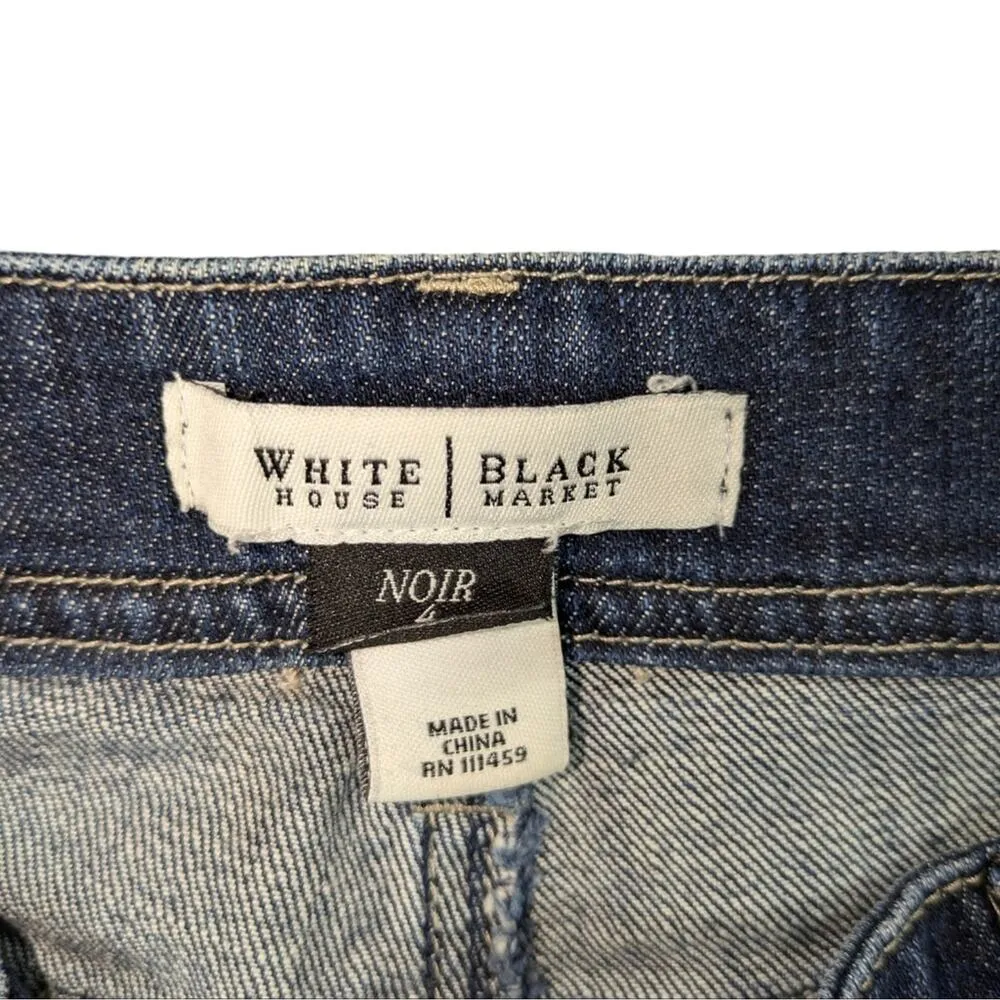 WHITE | BLACK
HOUSE MARKET
NOIR
4
MADE IN
CHINA
RN 111459